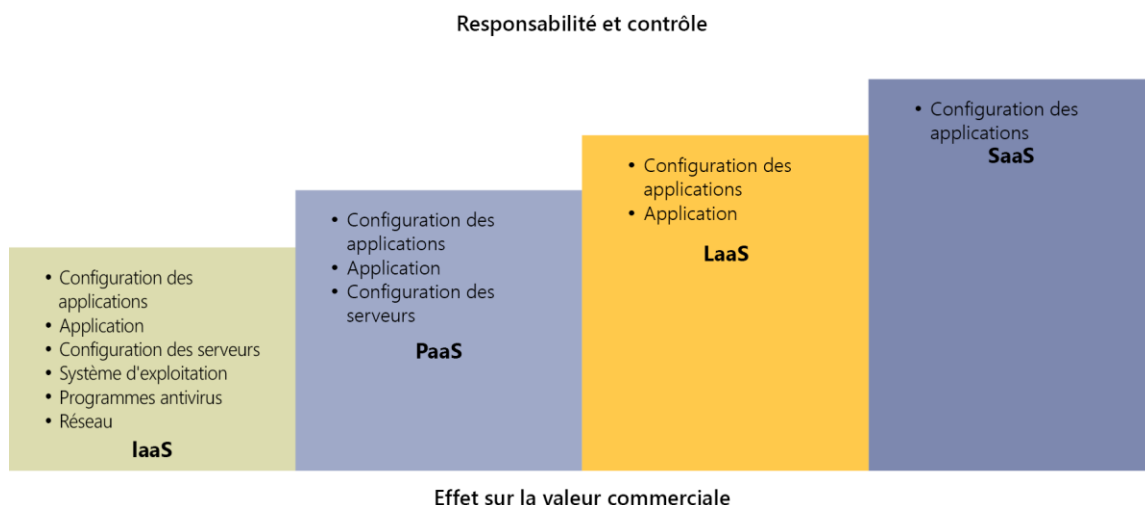 Responsabilité et contrôle
• Configuration des
applications
SaaS
• Configuration des
applications
• Application
LaaS
• Configuration des
applications
• Application
• Configuration des
serveurs
PaaS
• Configuration des
applications
• Application
• Configuration des serveurs
• Système d'exploitation
• Programmes antivirus
• Réseau
IaaS
Effet sur la valeur commerciale